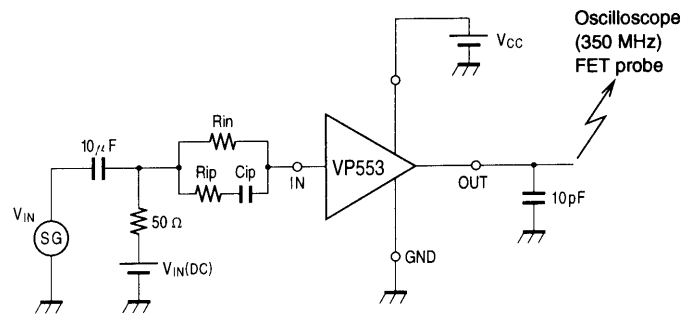 Oscilloscope
(350 MHz)
FET probe
VCC
10μF
Rin
Rip
Cip
IN
VP553
OUT
10pF
VIN
SG
50 Ω
VIN(DC)
GND